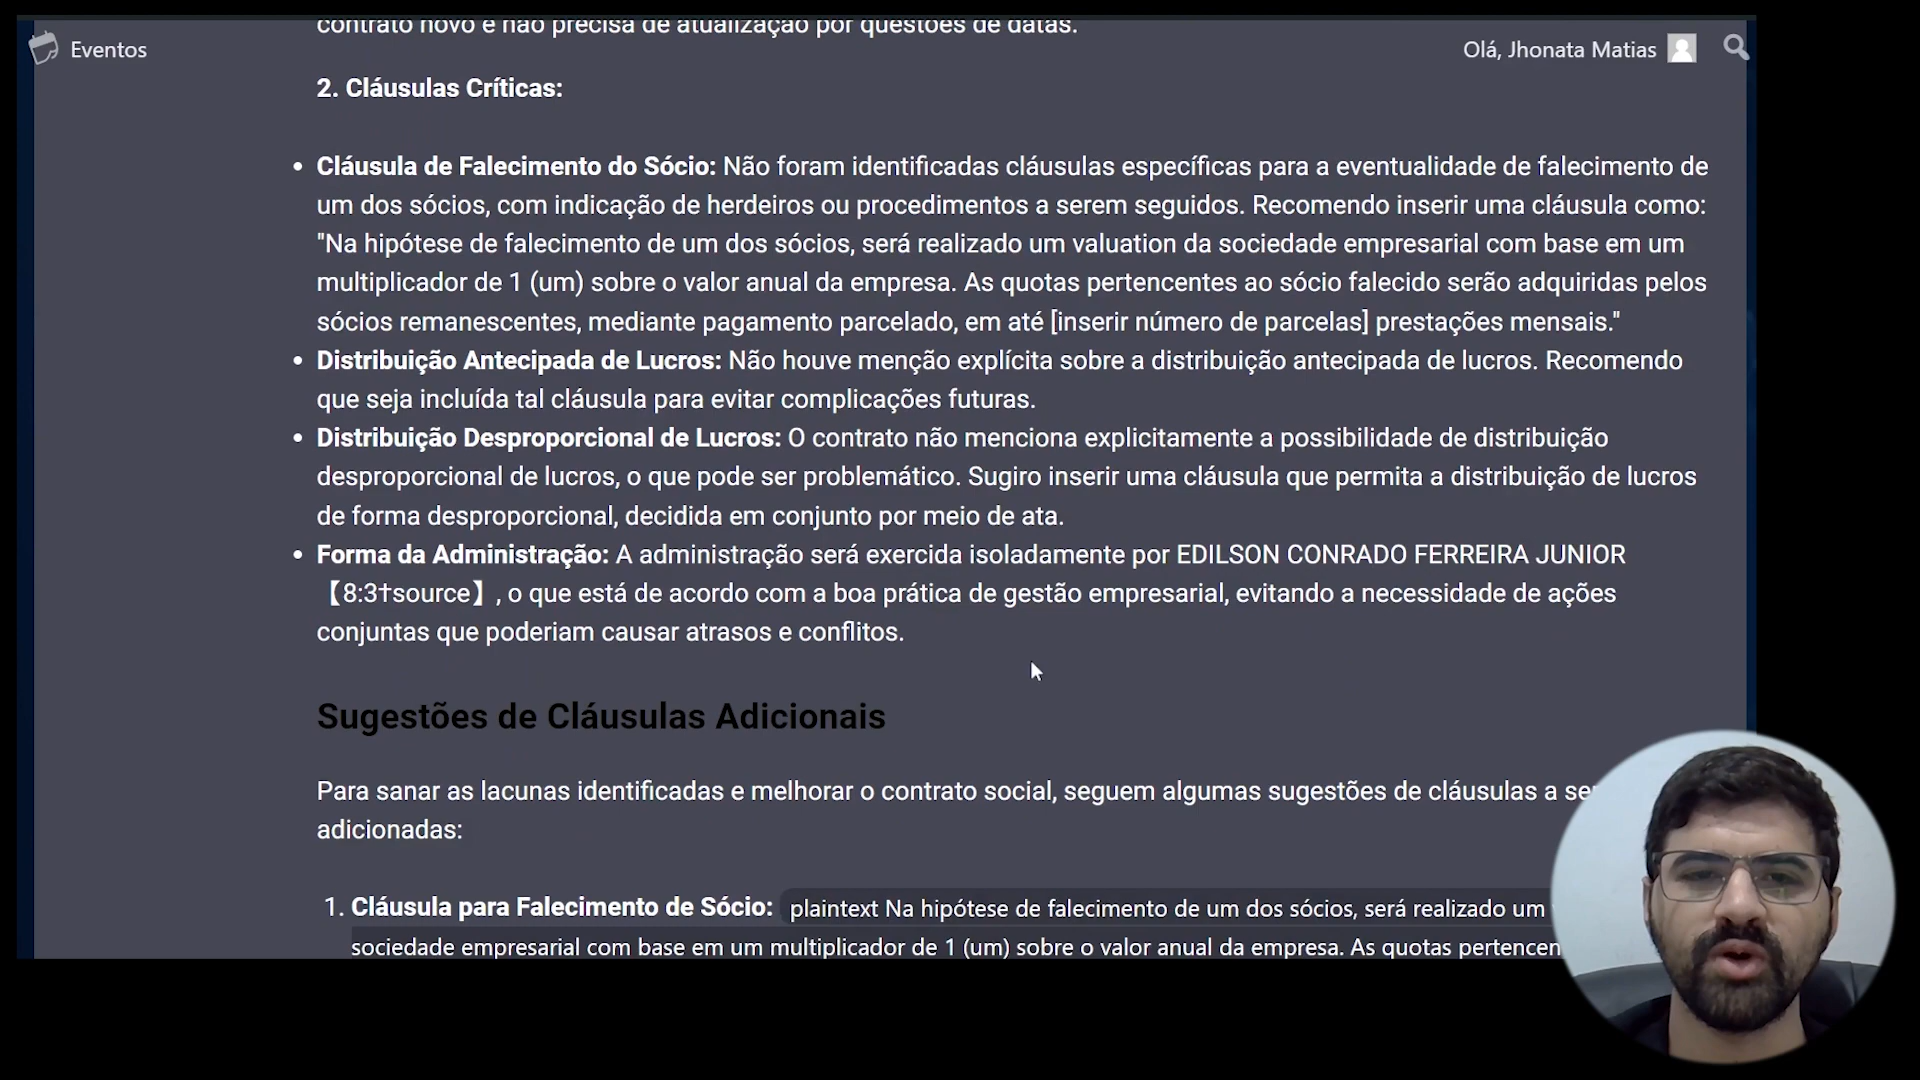 contrato novo e não precisa de atualização por questões de datas.
Eventos
Olá, Jhonata Matias
2. Cláusulas Críticas:
• Cláusula de Falecimento do Sócio: Não foram identificadas cláusulas específicas para a eventualidade de falecimento de
um dos sócios, com indicação de herdeiros ou procedimentos a serem seguidos. Recomendo inserir uma cláusula como:
"Na hipótese de falecimento de um dos sócios, será realizado um valuation da sociedade empresarial com base em um
multiplicador de 1 (um) sobre o valor anual da empresa. As quotas pertencentes ao sócio falecido serão adquiridas pelos
sócios remanescentes, mediante pagamento parcelado, em até [inserir número de parcelas] prestações mensais."
• Distribuição Antecipada de Lucros: Não houve menção explícita sobre a distribuição antecipada de lucros. Recomendo
que seja incluída tal cláusula para evitar complicações futuras.
• Distribuição Desproporcional de Lucros: O contrato não menciona explicitamente a possibilidade de distribuição
desproporcional de lucros, o que pode ser problemático. Sugiro inserir uma cláusula que permita a distribuição de lucros
de forma desproporcional, decidida em conjunto por meio de ata.
• Forma da Administração: A administração será exercida isoladamente por EDILSON CONRADO FERREIRA JUNIOR
【8:3†source】, o que está de acordo com a boa prática de gestão empresarial, evitando a necessidade de ações
conjuntas que poderiam causar atrasos e conflitos.
Sugestões de Cláusulas Adicionais
Para sanar as lacunas identificadas e melhorar o contrato social, seguem algumas sugestões de cláusulas a
adicionadas:
1. Cláusula para Falecimento de Sócio: plaintext Na hipótese de falecimento de um dos sócios, será realizado um
sociedade empresarial com base em um multiplicador de 1 (um) sobre o valor anual da empresa. As quotas